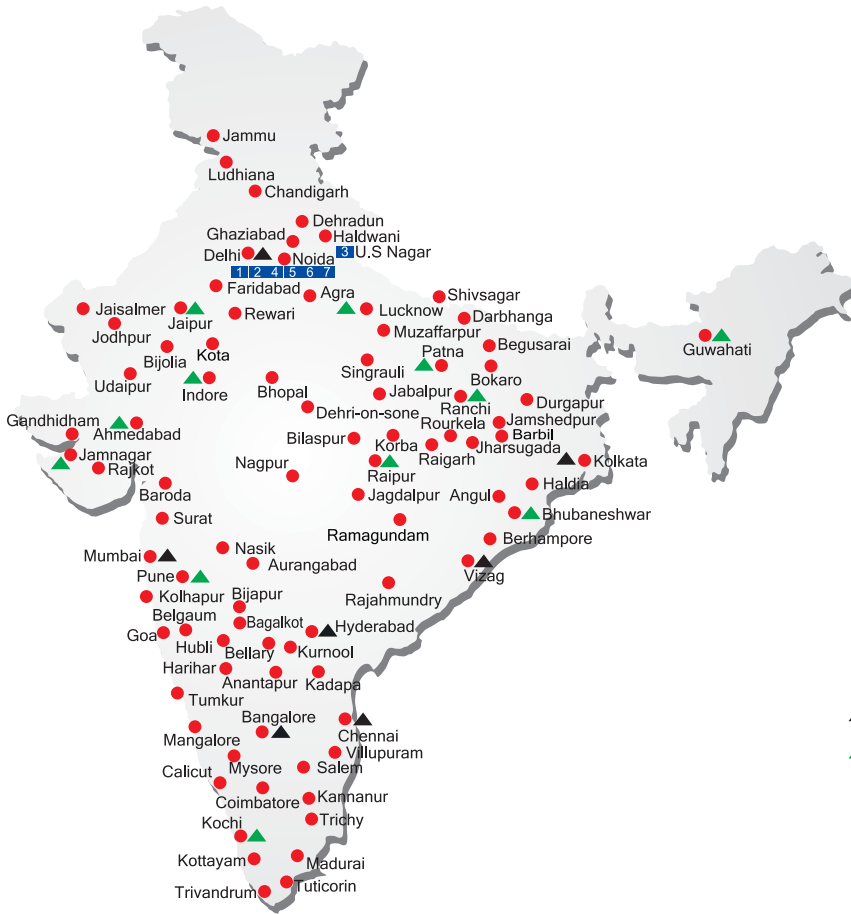 Jammu
Ludhiana
Chandigarh
Dehradun
Ghaziabad
Haldwani
Delhi
Noida
3 U.S Nagar
1 2 4 5 6 7
Faridabad
Agra
Shivsagar
Jaisalmer
Jaipur
Rewari
Lucknow
Darbhanga
Jodhpur
Muzaffarpur
Bijolia
Kota
Begusarai
Guwahati
Patna
Singrauli
Udaipur
Indore
Bhopal
Jabalpur
Bokaro
Ranchi
Durgapur
Dehri-on-sone
Gandhidham
Ahmedabad
Rourkela
Jamshedpur
Bilaspur
Korba
Barbil
Raigarh
Jharsugada
Jamnagar
Rajkot
Kolkata
Nagpur
Raipur
Baroda
Jagdalpur
Angul
Haldia
Surat
Bhubaneshwar
Ramagundam
Berhampore
Nasik
Mumbai
Aurangabad
Vizag
Pune
Kolhapur
Bijapur
Rajahmundry
Belgaum
Bagalkot
Hyderabad
Goa
Hubli
Bellary
Kurnool
Harihar
Anantapur
Kadapa
Tumkur
Bangalore
Chennai
Mangalore
Villupuram
Mysore
Salem
Calicut
Coimbatore
Kannanur
Kochi
Trichy
Kottayam
Madurai
Trivandrum
Tuticorin